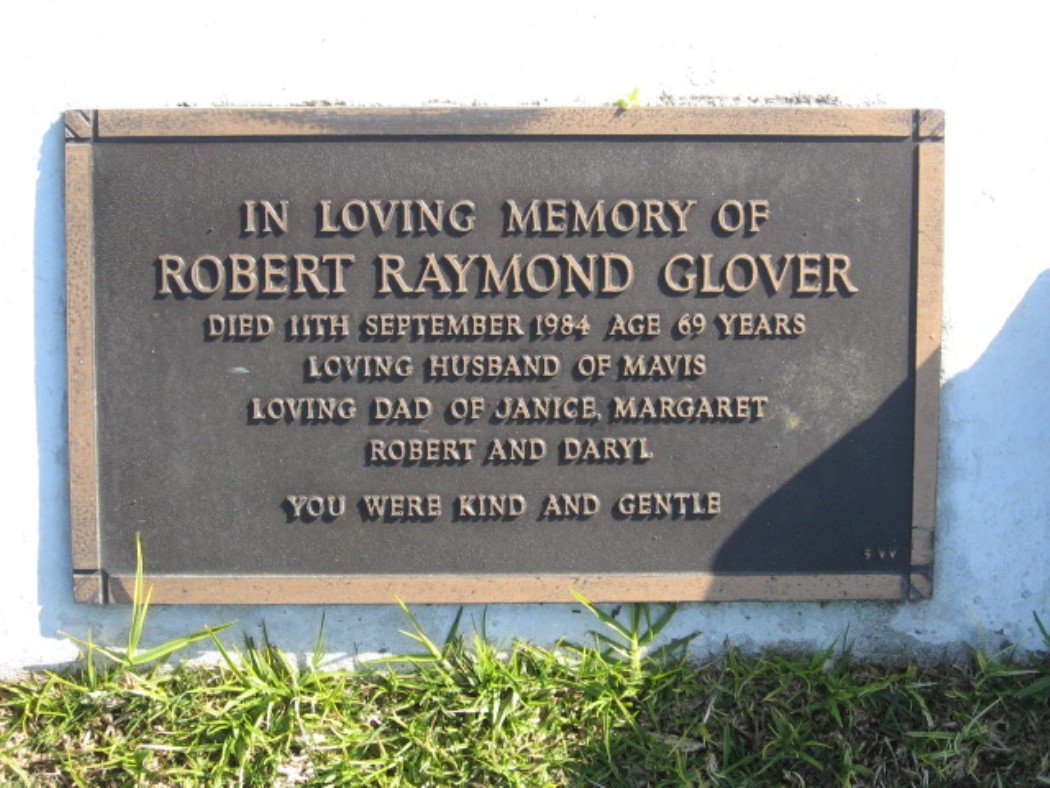 IN LOVING MEMORY OF
ROBERT RAYMOND GLOVER
DIED 11TH SEPTEMBER 1984 AGE 69 YEARS
LOVING HUSBAND OF MAVIS
LOVING DAD OF JANICE, MARGARET
ROBERT AND DARYL
YOU WERE KIND AND GENTLE